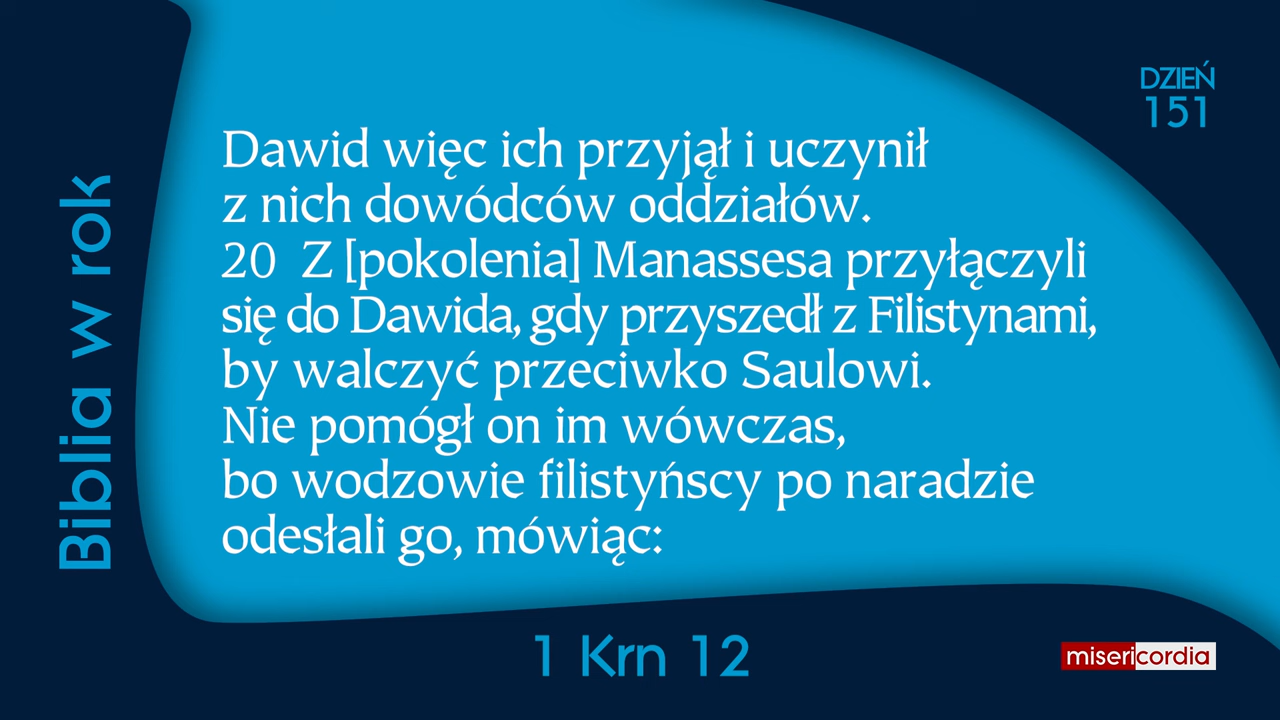 DZIEŃ
151
Biblia w rok
Dawid więc ich przyjął i uczynił
z nich dowódców oddziałów.
20 Z [pokolenia] Manassesa przyłączyli
się do Dawida, gdy przyszedł z Filistynami,
by walczyć przeciwko Saulowi.
Nie pomógł on im wówczas,
bo wodzowie filistyńscy po naradzie
odesłali go, mówiąc:
1 Krn 12
misericordia